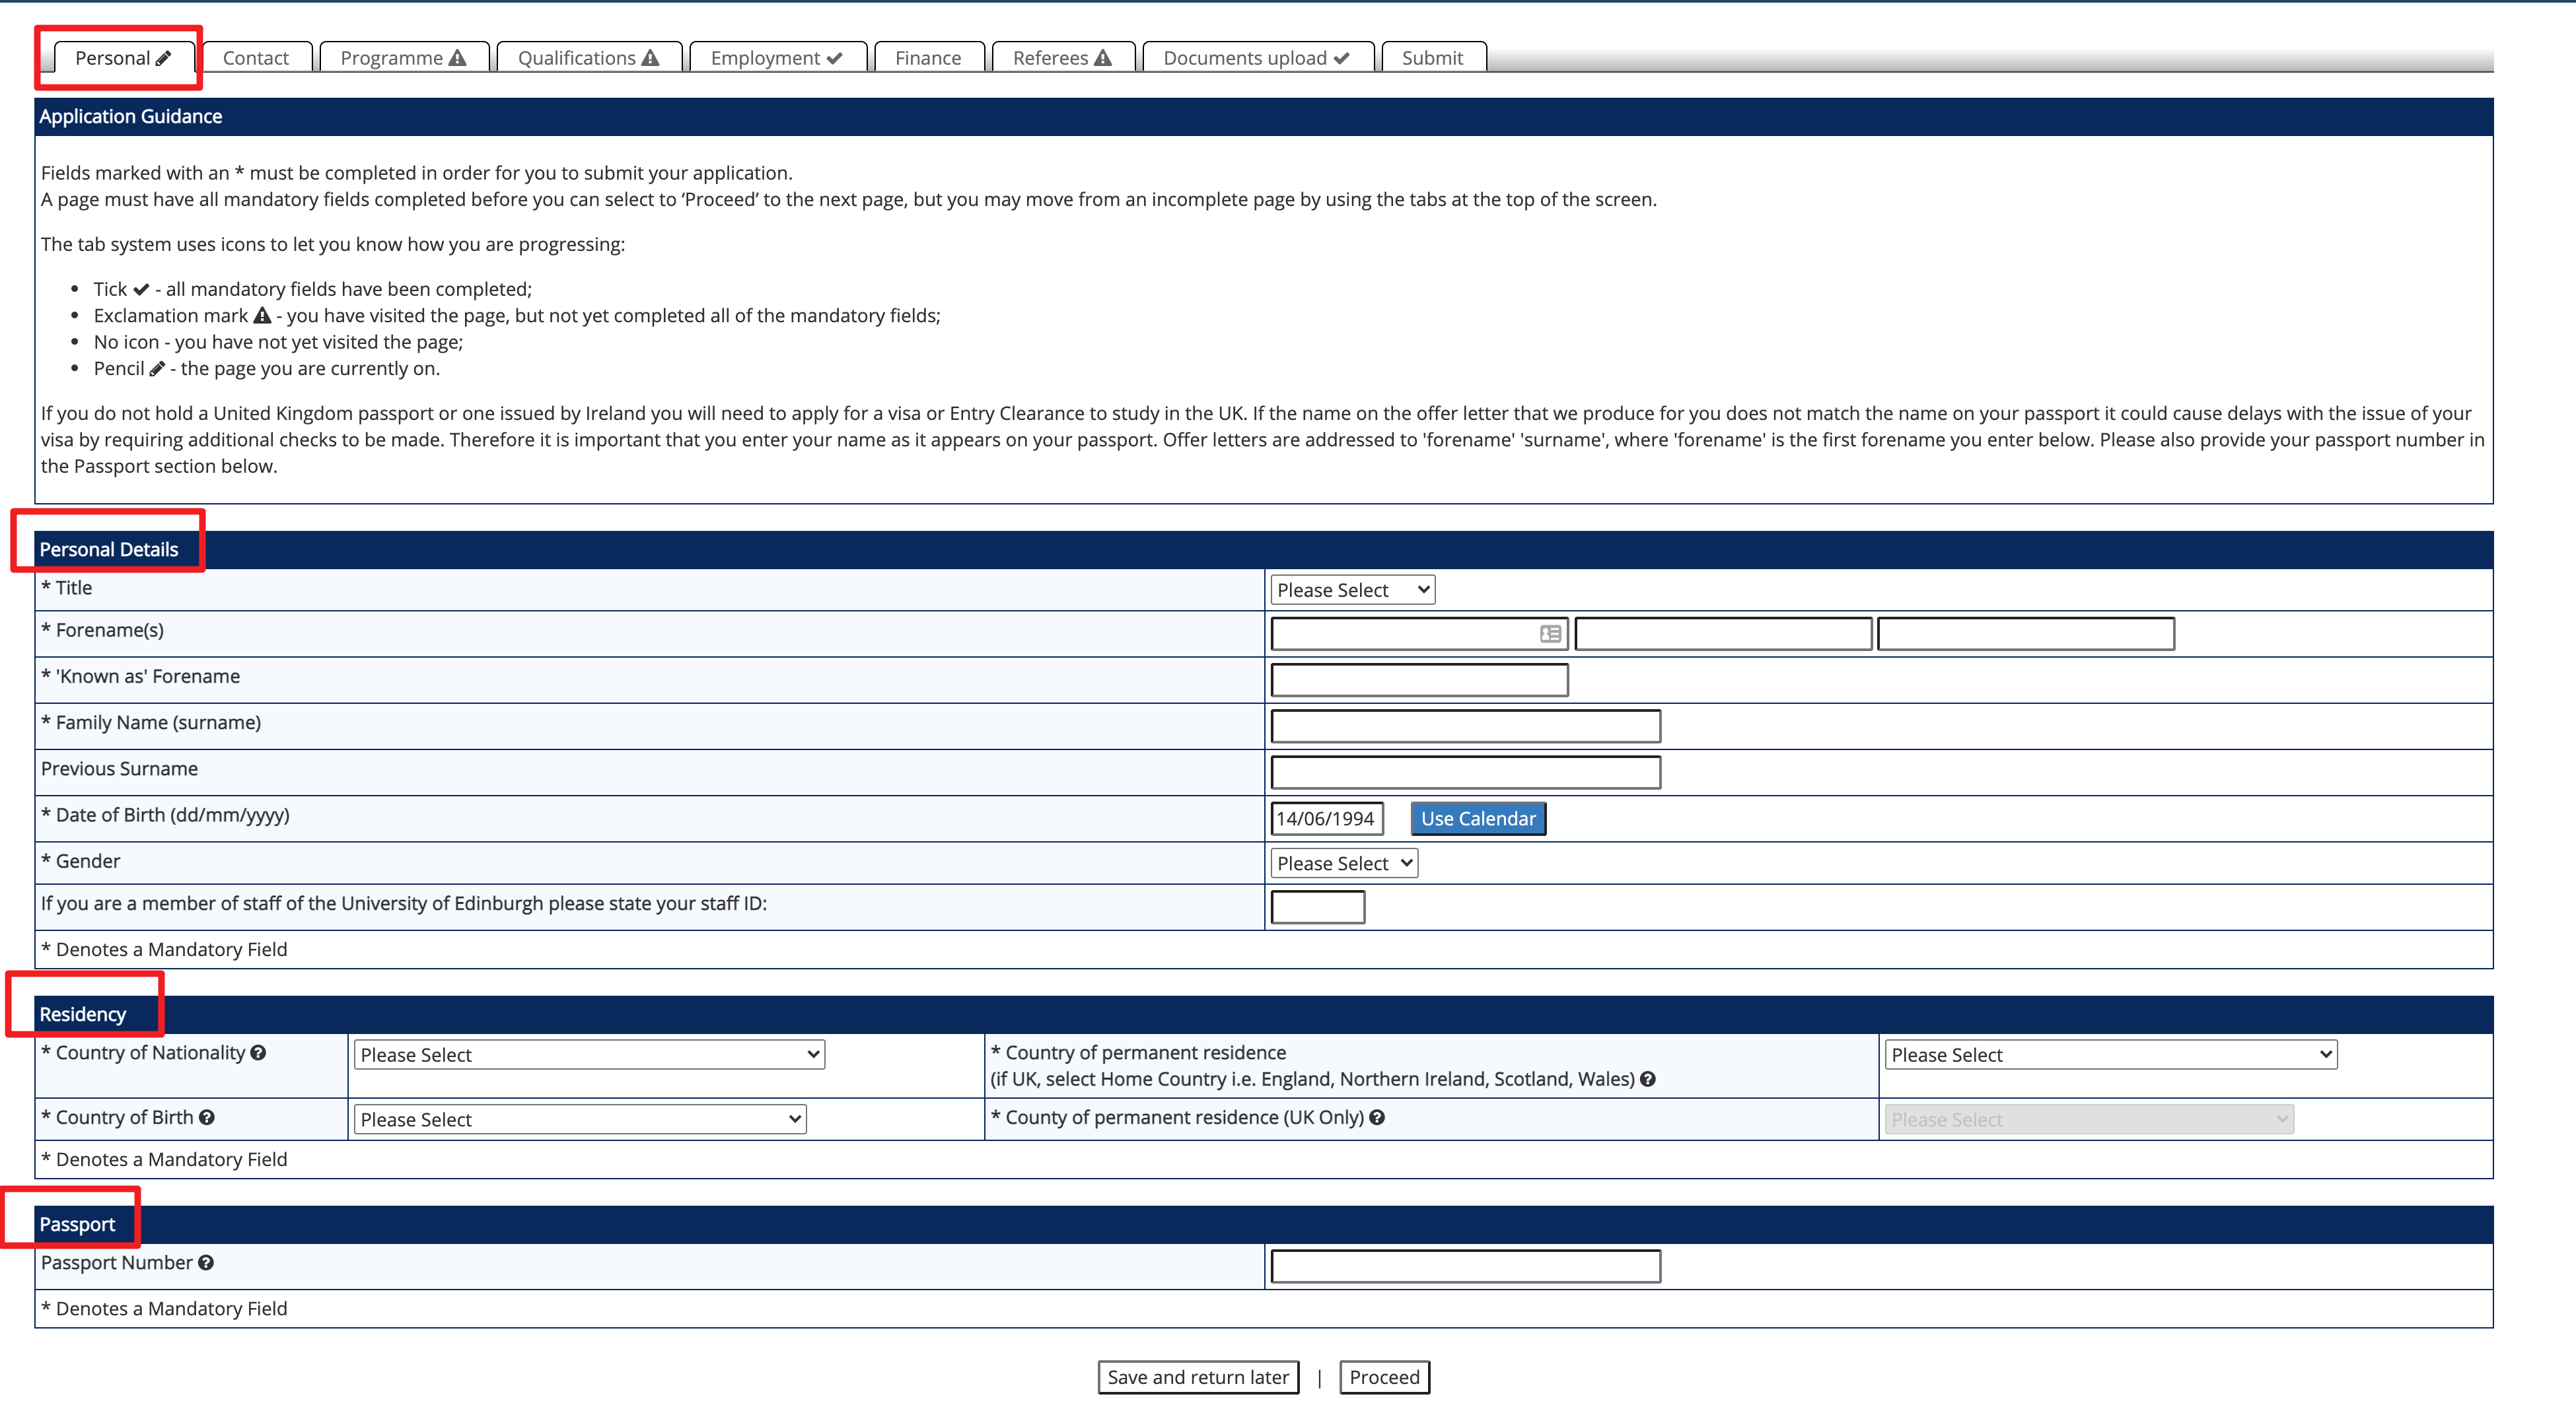 Personal
Contact
Programme
Qualifications
Employment
Finance
Referees
Documents upload
Submit
Application Guidance
Fields marked with an * must be completed in order for you to submit your application.
A page must have all mandatory fields completed before you can select to ‘Proceed’ to the next page, but you may move from an incomplete page by using the tabs at the top of the screen.
The tab system uses icons to let you know how you are progressing:
• Tick ✔ - all mandatory fields have been completed;
• Exclamation mark ⚠ - you have visited the page, but not yet completed all of the mandatory fields;
• No icon - you have not yet visited the page;
• Pencil ✎ - the page you are currently on.
If you do not hold a United Kingdom passport or one issued by Ireland you will need to apply for a visa or Entry Clearance to study in the UK. If the name on the offer letter that we produce for you does not match the name on your passport it could cause delays with the issue of your
visa by requiring additional checks to be made. Therefore it is important that you enter your name as it appears on your passport. Offer letters are addressed to 'forename' 'surname', where 'forename' is the first forename you enter below. Please also provide your passport number in
the Passport section below.
Personal Details
* Title
Please Select
* Forename(s)
* 'Known as' Forename
* Family Name (surname)
Previous Surname
* Date of Birth (dd/mm/yyyy)
14/06/1994
Use Calendar
* Gender
Please Select
If you are a member of staff of the University of Edinburgh please state your staff ID:
* Denotes a Mandatory Field
Residency
* Country of Nationality
Please Select
* Country of permanent residence
(if UK, select Home Country i.e. England, Northern Ireland, Scotland, Wales)
Please Select
* Country of Birth
Please Select
* County of permanent residence (UK Only)
Please Select
* Denotes a Mandatory Field
Passport
Passport Number
* Denotes a Mandatory Field
Save and return later | Proceed